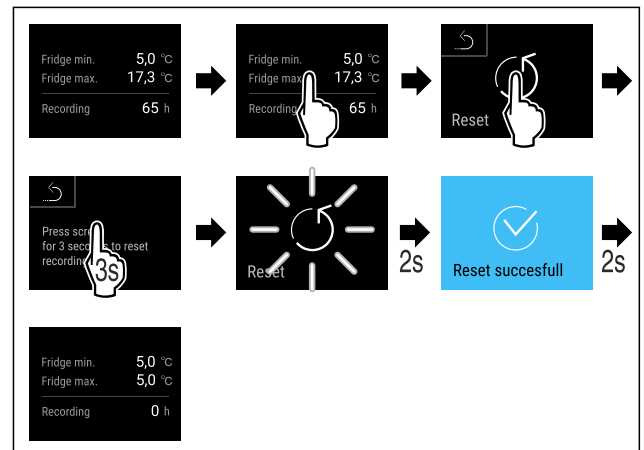 Fridge min. 5,0 °C
Fridge max. 17,3 °C
Recording 65 h
Fridge min. 5,0 °C
Fridge max 17,3 °C
Recording 65 h
Reset
Press scre
for 3 seconds to reset
recording
3S
Reset
2S
Reset succesfull
2S
Fridge min. 5,0 °C
Fridge max. 5,0 °C
Recording 0 h